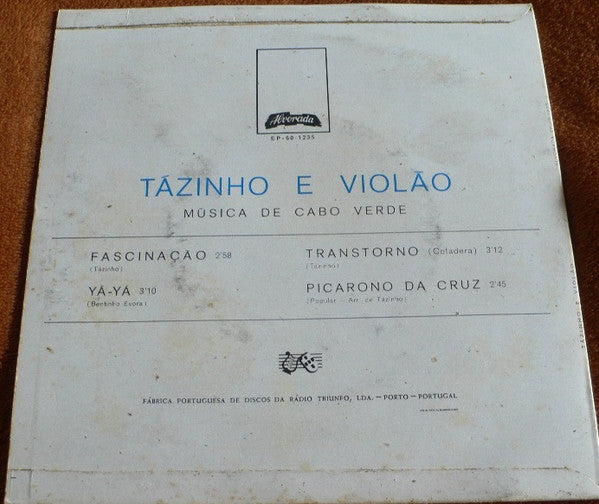 Alvorada
EP-60 1235
TÁZINHO E VIOLÃO
MÚSICA DE CABO VERDE
FASCINAÇÃO 2'58
(Tázinho)
YÁ-YÁ 3'10
(Bentinho Évora)
TRANSTORNO (Coladera) 3'12
(Tazinho)
PICARONO DA CRUZ 2'45
(Popular - Arr. de Tazinho)
FÁBRICA PORTUGUESA DE DISCOS DA RÁDIO TRIUNFO, LDA. — PORTO — PORTUGAL
TÁZINHO E VIOLÃO